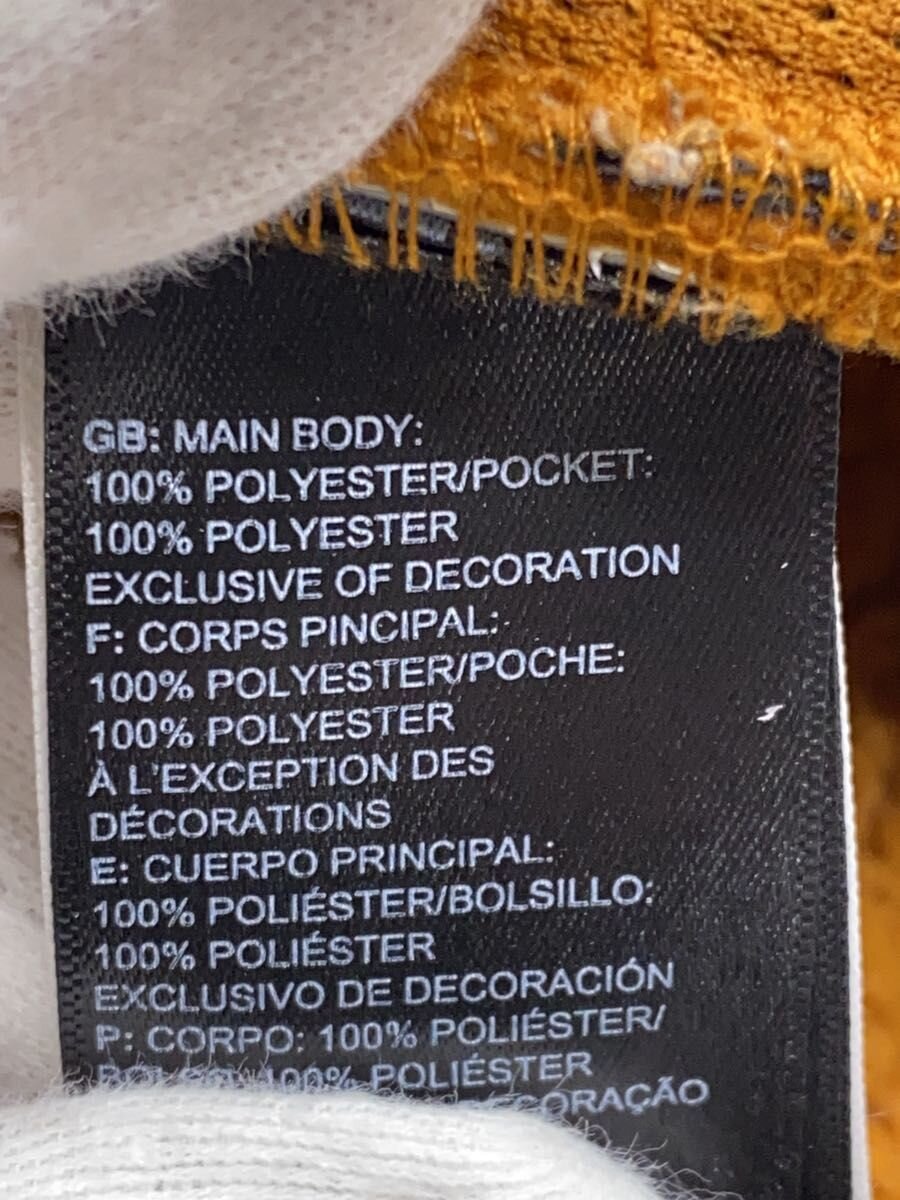 GB: MAIN BODY:
100% POLYESTER/POCKET:
100% POLYESTER
EXCLUSIVE OF DECORATION
F: CORPS PINCIPAL:
100% POLYESTER/POCHE:
100% POLYESTER
À L'EXCEPTION DES
DÉCORATIONS
E: CUERPO PRINCIPAL:
100% POLIÉSTER/BOLSILLO:
100% POLIÉSTER
EXCLUSIVO DE DECORACIÓN
P: CORPO: 100% POLIÉSTER/
100% POLIÉSTER